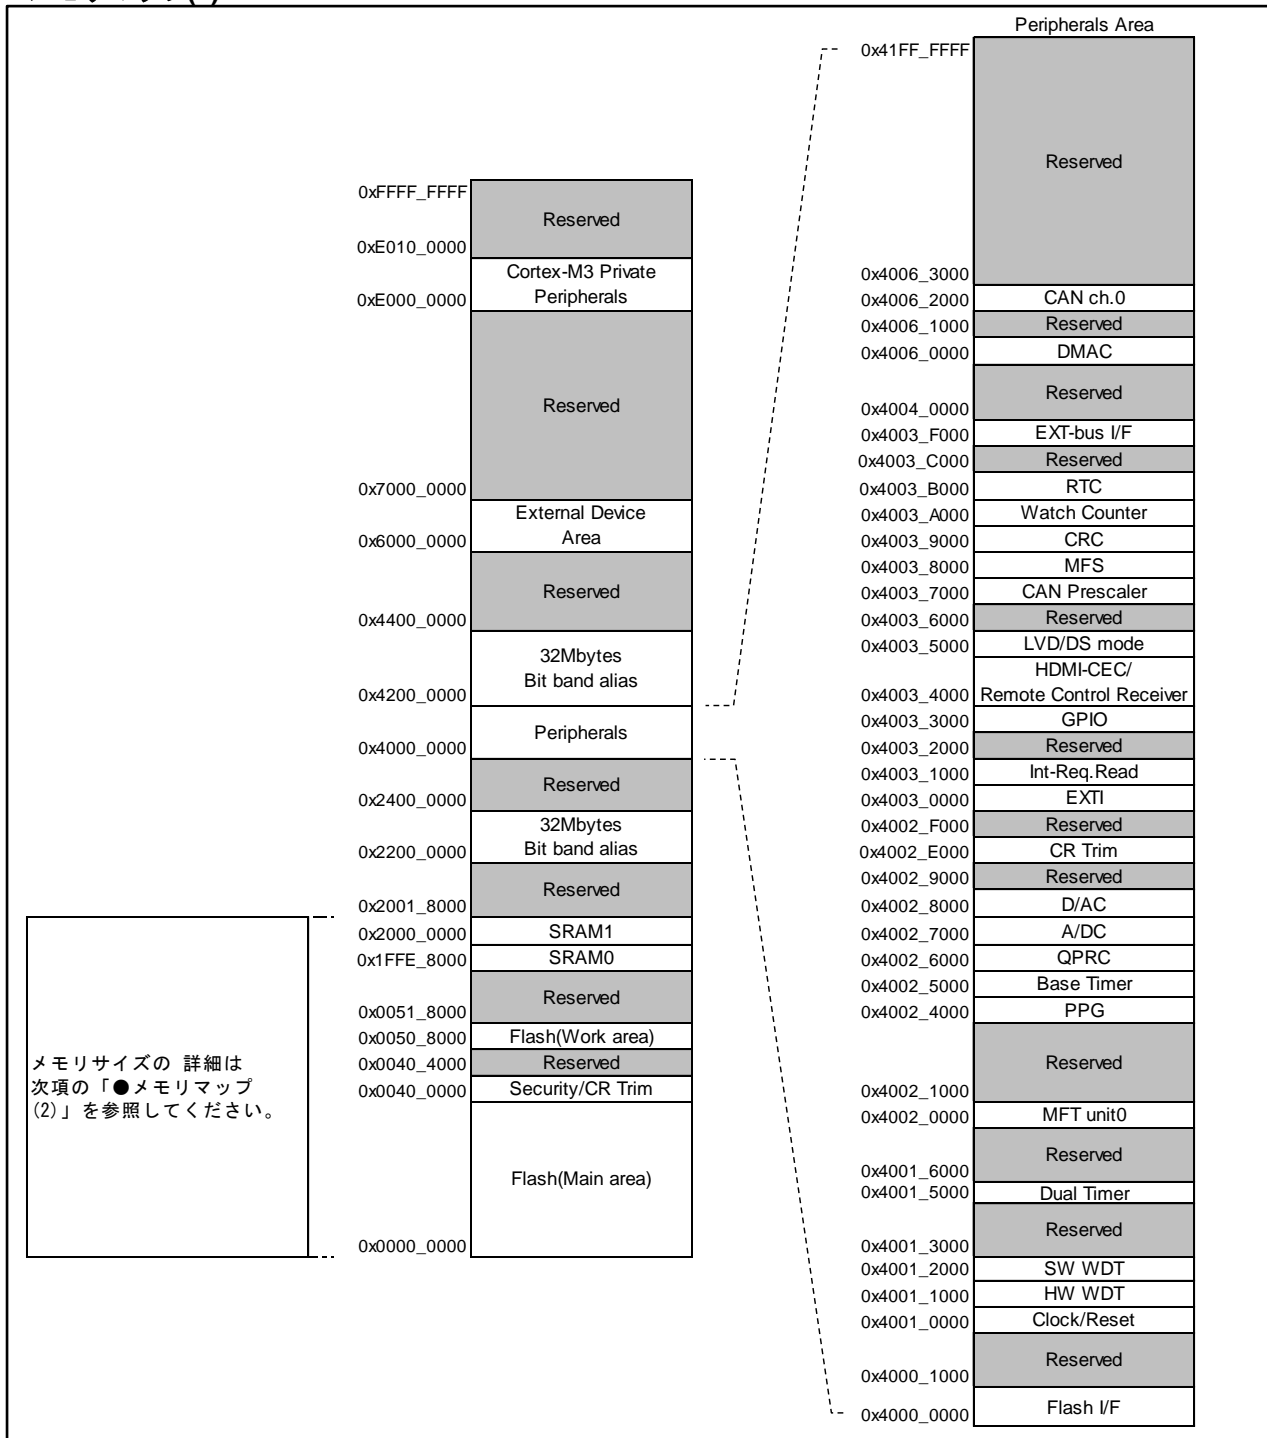 Peripherals Area
0x41FF_FFFF
Reserved
0x4006_3000
0x4006_2000 CAN ch.0
0x4006_1000 Reserved
0x4006_0000 DMAC
Reserved
0x4004_0000
0x4003_F000 EXT-bus I/F
0x4003_C000 Reserved
0x4003_B000 RTC
0x4003_A000 Watch Counter
0x4003_9000 CRC
0x4003_8000 MFS
0x4003_7000 CAN Prescaler
0x4003_6000 Reserved
0x4003_5000 LVD/DS mode
HDMI-CEC/
0x4003_4000 Remote Control Receiver
0x4003_3000 GPIO
0x4003_2000 Reserved
0x4003_1000 Int-Req.Read
0x4003_0000 EXTI
0x4002_F000 Reserved
0x4002_E000 CR Trim
0x4002_9000 Reserved
0x4002_8000 D/AC
0x4002_7000 A/DC
0x4002_6000 QPRC
0x4002_5000 Base Timer
0x4002_4000 PPG
Reserved
0x4002_1000
0x4002_0000 MFT unit0
Reserved
0x4001_6000
0x4001_5000 Dual Timer
Reserved
0x4001_3000
0x4001_2000 SW WDT
0x4001_1000 HW WDT
0x4001_0000 Clock/Reset
Reserved
0x4000_1000
0x4000_0000 Flash I/F
0xFFFF_FFFF
Reserved
0xE010_0000
Cortex-M3 Private
0xE000_0000 Peripherals
Reserved
0x7000_0000
External Device
0x6000_0000 Area
Reserved
0x4400_0000
32Mbytes
Bit band alias
0x4200_0000
Peripherals
0x4000_0000
Reserved
0x2400_0000
32Mbytes
0x2200_0000 Bit band alias
Reserved
0x2001_8000
0x2000_0000 SRAM1
0x1FFE_8000 SRAM0
Reserved
0x0051_8000
0x0050_8000 Flash(Work area)
0x0040_4000 Reserved
0x0040_0000 Security/CR Trim
Flash(Main area)
0x0000_0000
メモリサイズの 詳細は
次項の「●メモリマップ
(2)」を参照してください。